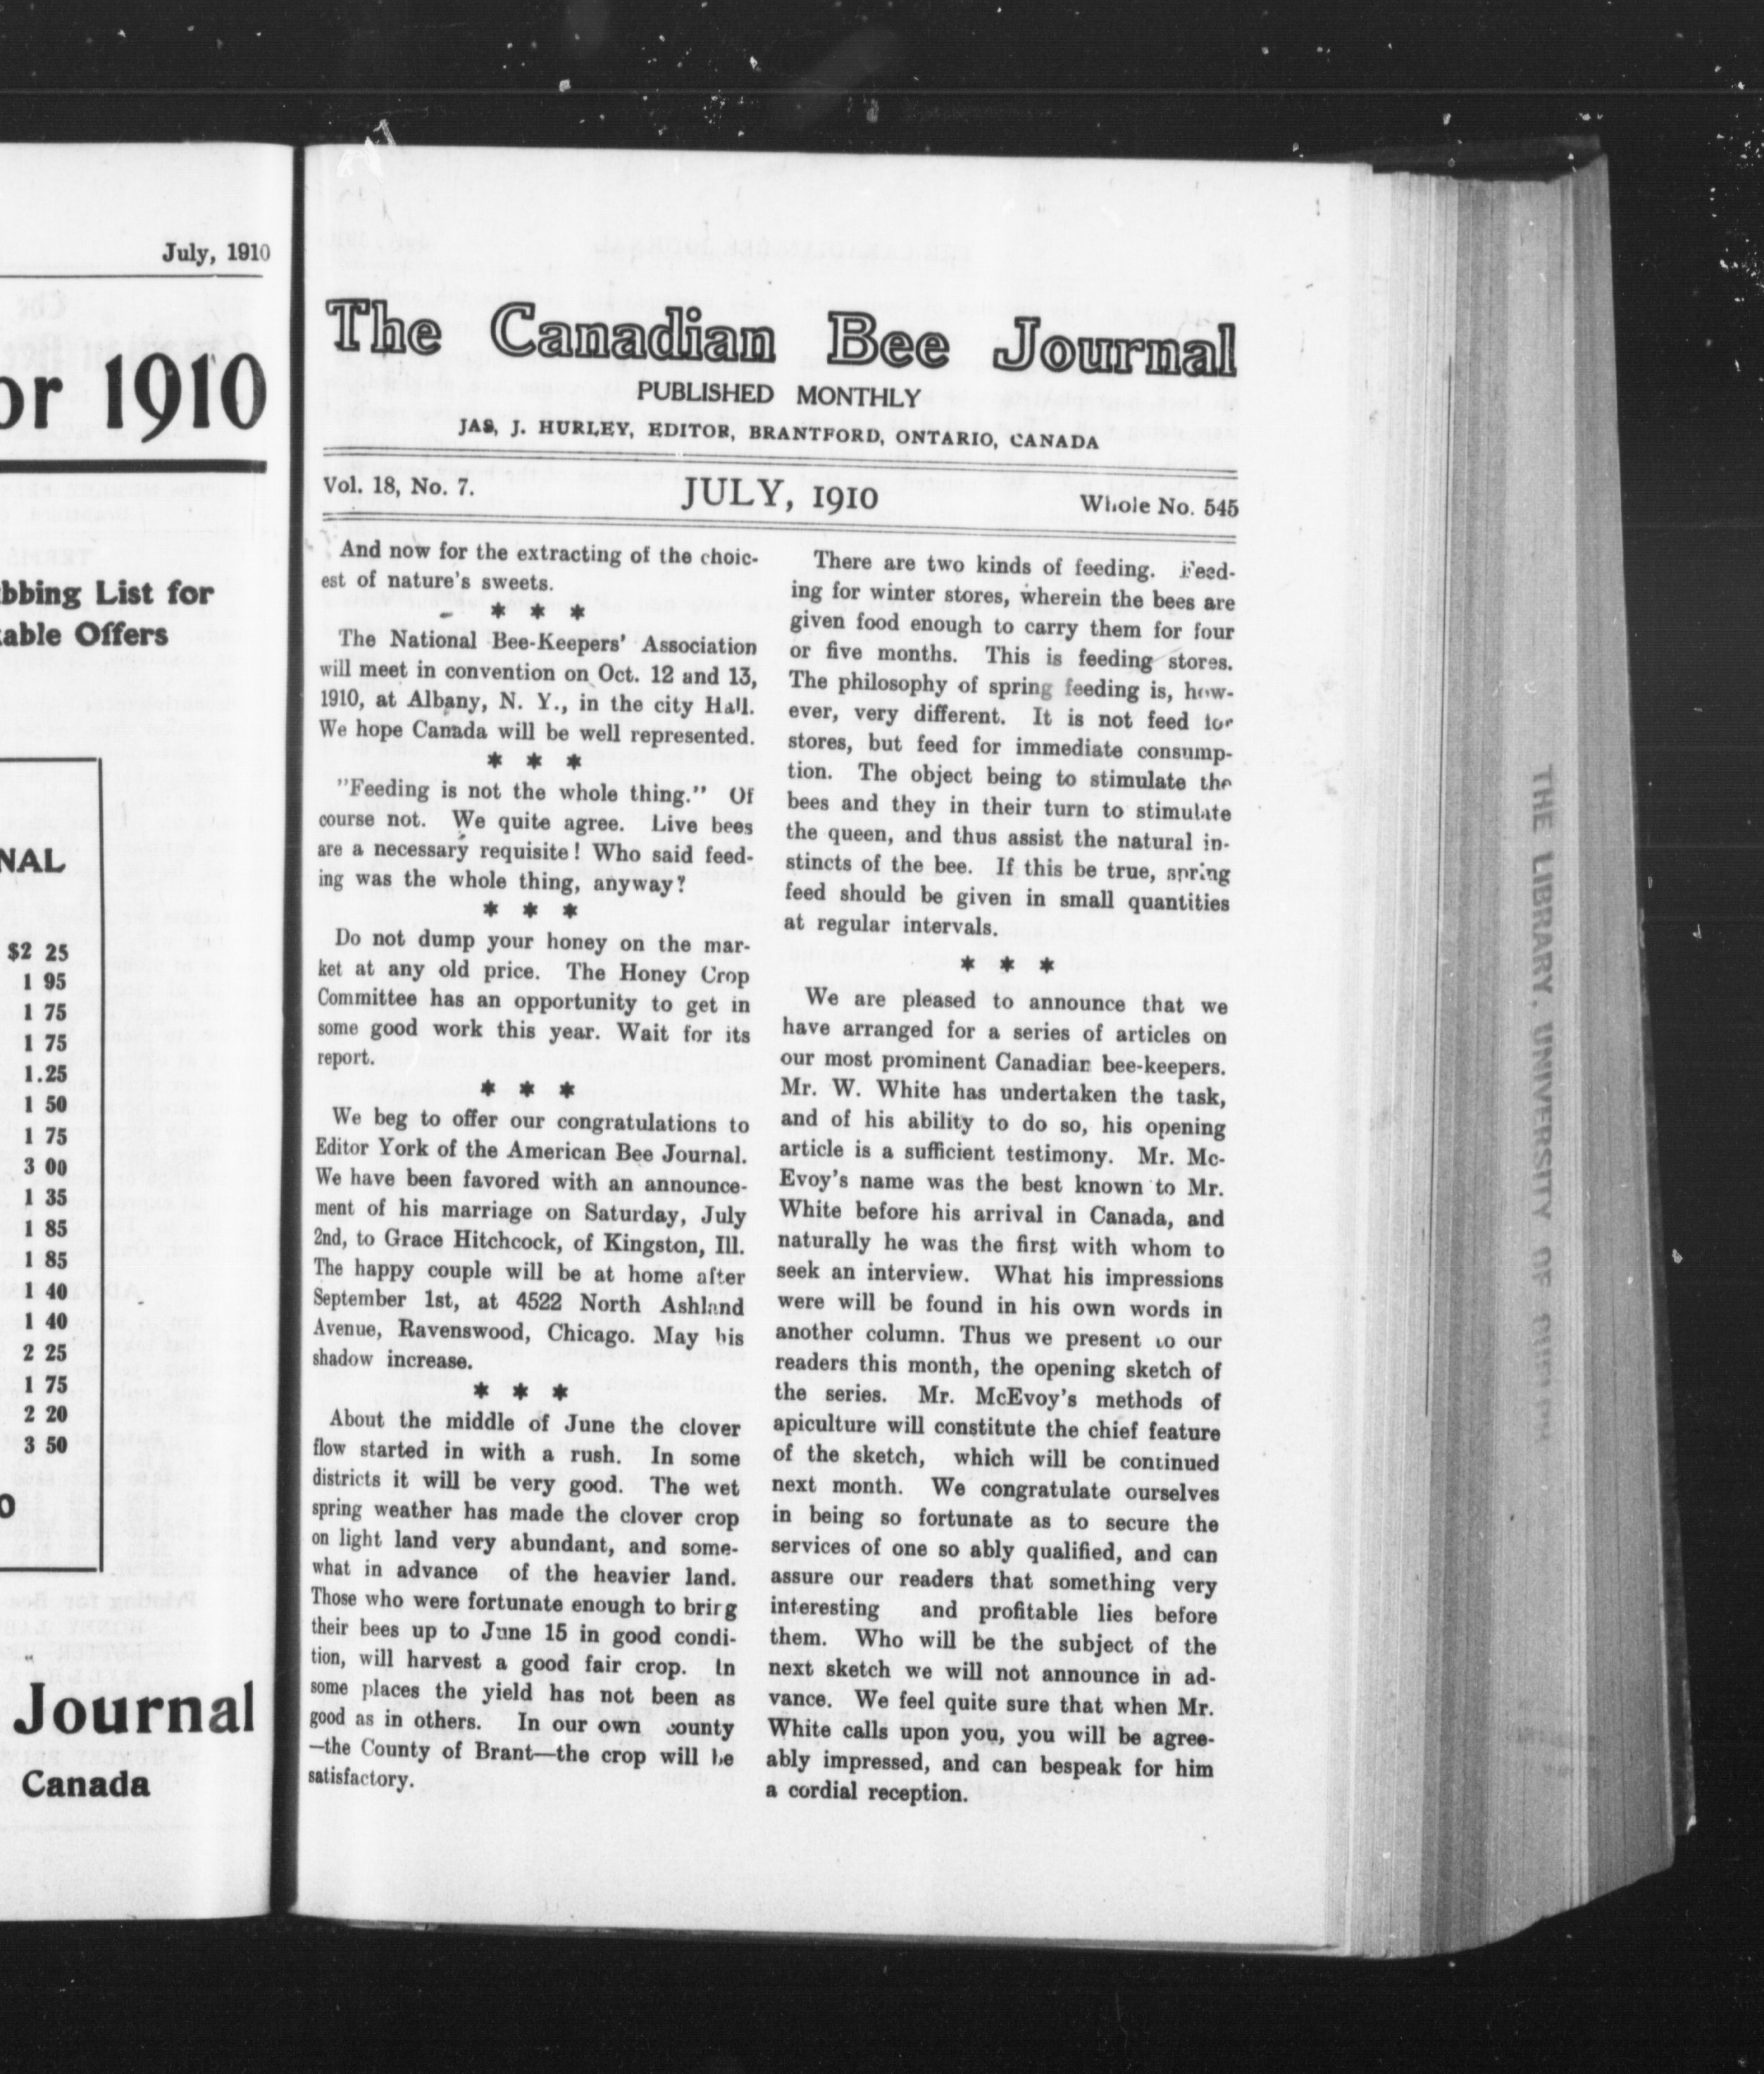 July, 1910
or 1910
bbing List for
able Offers
NAL
$2 25
1 95
1 75
1 75
1.25
1 50
1 75
3 00
1 35
1 85
1 85
1 40
1 40
2 25
1 75
2 20
3 50
Journal
Canada
The Canadian Bee Journal
PUBLISHED MONTHLY
JAS, J. HURLEY, EDITOR, BRANTFORD, ONTARIO, CANADA
Vol. 18, No. 7. JULY, 1910 Whole No. 545
And now for the extracting of the choic-
est of nature's sweets.
* * *
The National Bee-Keepers' Association
will meet in convention on Oct. 12 and 13,
1910, at Albany, N. Y., in the city Hall.
We hope Canada will be well represented.
* * *
"Feeding is not the whole thing." Of
course not. We quite agree. Live bees
are a necessary requisite! Who said feed-
ing was the whole thing, anyway?
* * *
Do not dump your honey on the mar-
ket at any old price. The Honey Crop
Committee has an opportunity to get in
some good work this year. Wait for its
report.
* * *
We beg to offer our congratulations to
Editor York of the American Bee Journal.
We have been favored with an announce-
ment of his marriage on Saturday, July
2nd, to Grace Hitchcock, of Kingston, Ill.
The happy couple will be at home after
September 1st, at 4522 North Ashland
Avenue, Ravenswood, Chicago. May his
shadow increase.
* * *
About the middle of June the clover
flow started in with a rush. In some
districts it will be very good. The wet
spring weather has made the clover crop
on light land very abundant, and some-
what in advance of the heavier land.
Those who were fortunate enough to bring
their bees up to June 15 in good condi-
tion, will harvest a good fair crop. In
some places the yield has not been as
good as in others. In our own county
—the County of Brant—the crop will be
satisfactory.
There are two kinds of feeding. Feed-
ing for winter stores, wherein the bees are
given food enough to carry them for four
or five months. This is feeding stores.
The philosophy of spring feeding is, how-
ever, very different. It is not feed for
stores, but feed for immediate consump-
tion. The object being to stimulate the
bees and they in their turn to stimulate
the queen, and thus assist the natural in-
stincts of the bee. If this be true, spring
feed should be given in small quantities
at regular intervals.
* * *
We are pleased to announce that we
have arranged for a series of articles on
our most prominent Canadian bee-keepers.
Mr. W. White has undertaken the task,
and of his ability to do so, his opening
article is a sufficient testimony. Mr. Mc-
Evoy's name was the best known to Mr.
White before his arrival in Canada, and
naturally he was the first with whom to
seek an interview. What his impressions
were will be found in his own words in
another column. Thus we present to our
readers this month, the opening sketch of
the series. Mr. McEvoy's methods of
apiculture will constitute the chief feature
of the sketch, which will be continued
next month. We congratulate ourselves
in being so fortunate as to secure the
services of one so ably qualified, and can
assure our readers that something very
interesting and profitable lies before
them. Who will be the subject of the
next sketch we will not announce in ad-
vance. We feel quite sure that when Mr.
White calls upon you, you will be agree-
ably impressed, and can bespeak for him
a cordial reception.
THE LIBRARY, UNIVERSITY OF